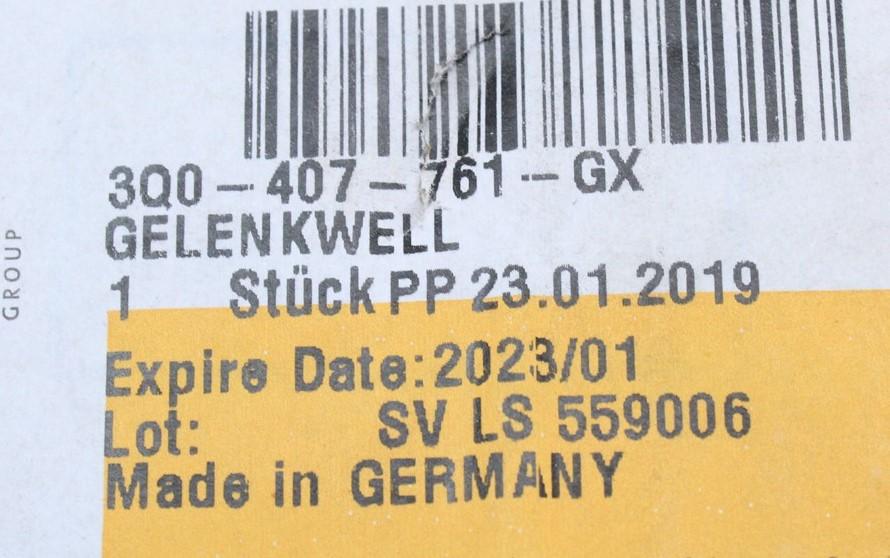 3Q0-407-761-GX
GELENKWELL
1 Stück PP 23.01.2019
Expire Date:2023/01
Lot: SV LS 559006
Made in GERMANY
GROUP